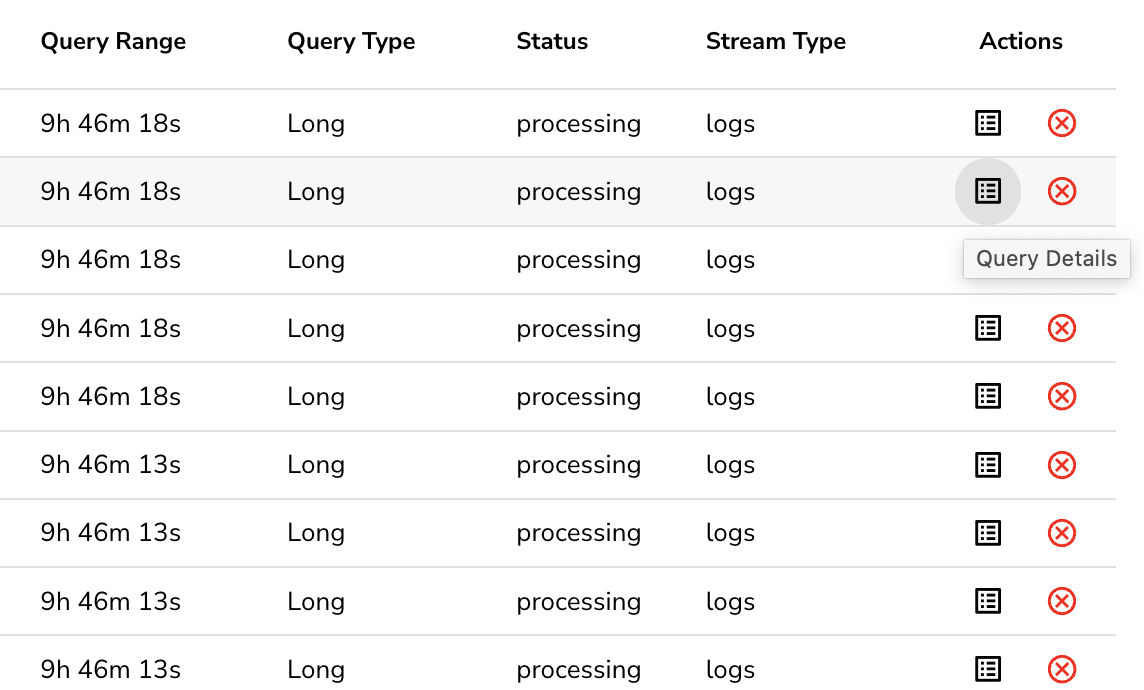 Query Range Query Type Status Stream Type Actions
9h 46m 18s Long processing logs
9h 46m 18s Long processing logs
9h 46m 18s Long processing logs Query Details
9h 46m 18s Long processing logs
9h 46m 18s Long processing logs
9h 46m 13s Long processing logs
9h 46m 13s Long processing logs
9h 46m 13s Long processing logs
9h 46m 13s Long processing logs